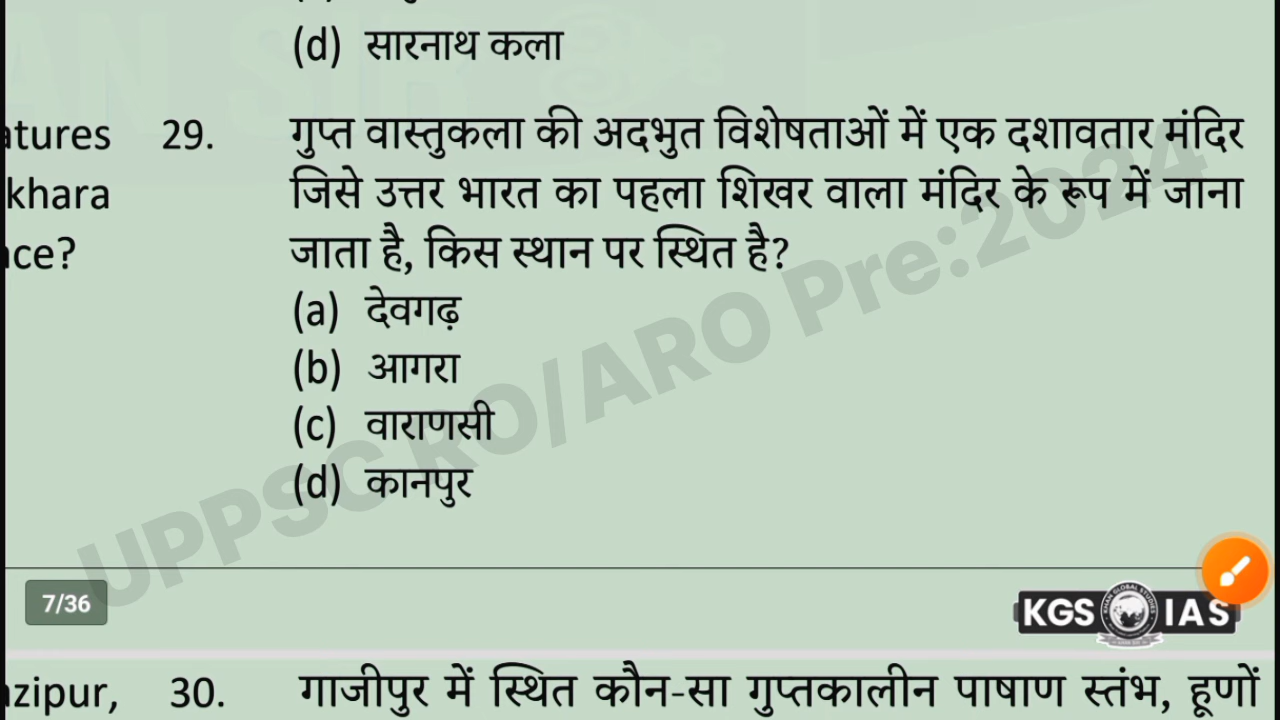 (d) सारनाथ कला
atures 29. गुप्त वास्तुकला की अदभुत विशेषताओं में एक दशावतार मंदिर
khara जिसे उत्तर भारत का पहला शिखर वाला मंदिर के रूप में जाना
ce? जाता है, किस स्थान पर स्थित है?
(a) देवगढ़
(b) आगरा
(c) वाराणसी
(d) कानपुर
UPPSC RO/ARO Pre:2024
7/36
KGS IAS
zipur, 30. गाजीपुर में स्थित कौन-सा गुप्तकालीन पाषाण स्तंभ, हूणों